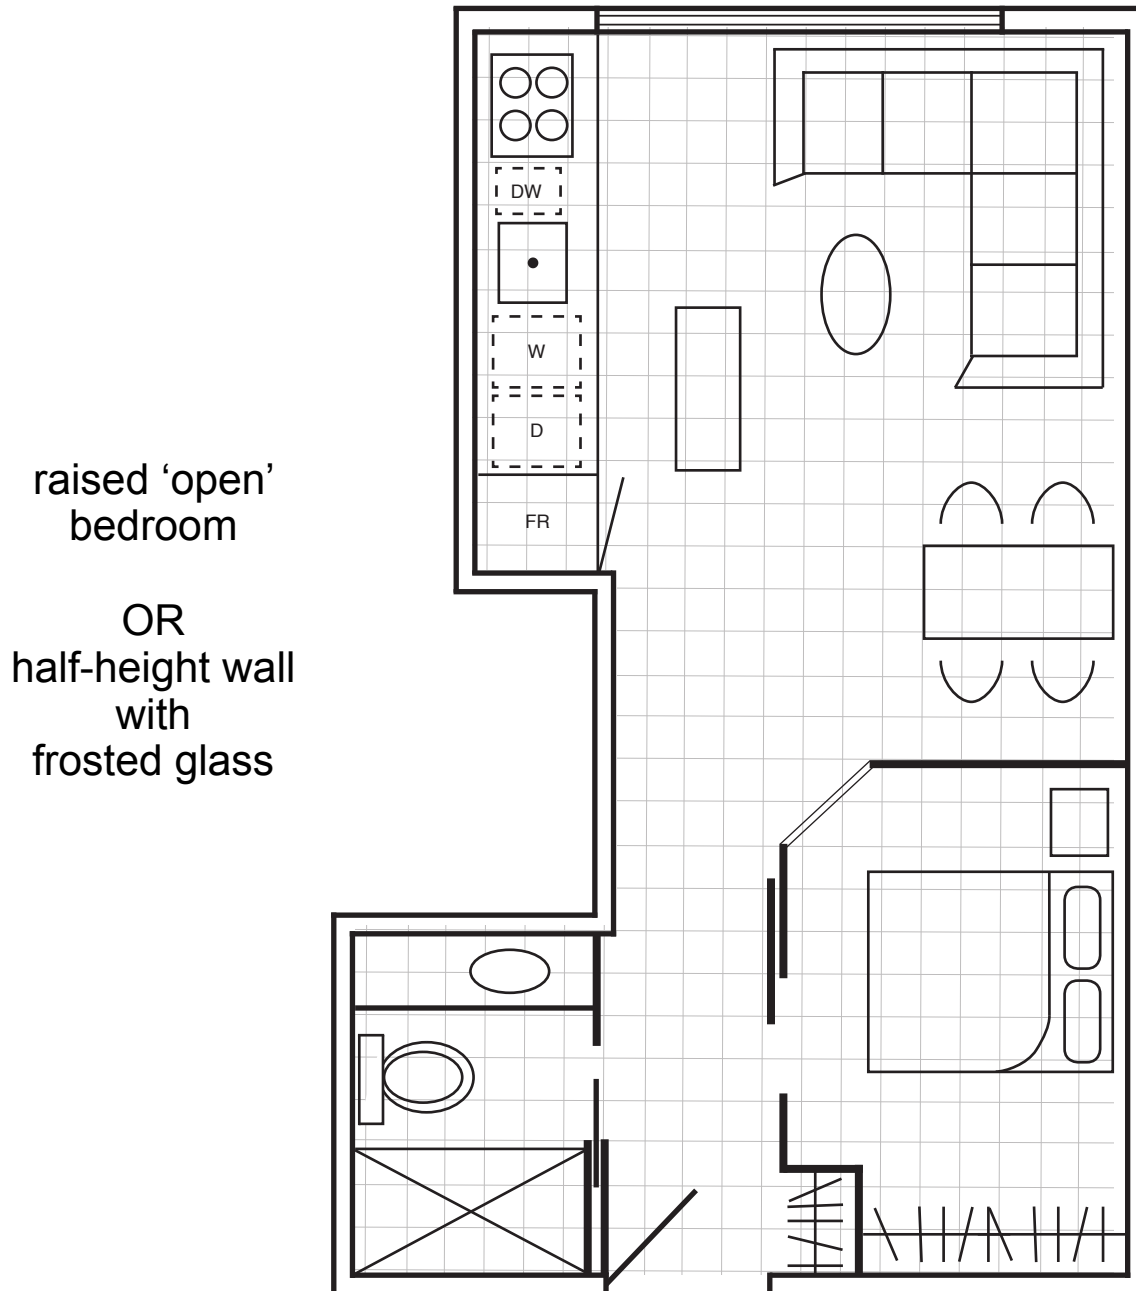 DW
W
D
FR
raised ‘open’
bedroom
OR
half-height wall
with
frosted glass